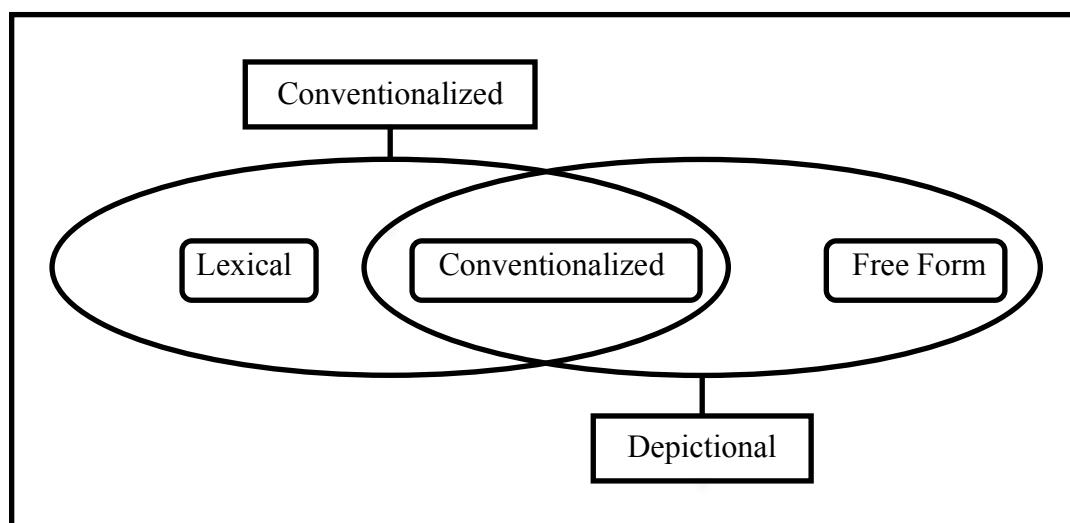 Conventionalized
Lexical
Conventionalized
Free Form
Depictional